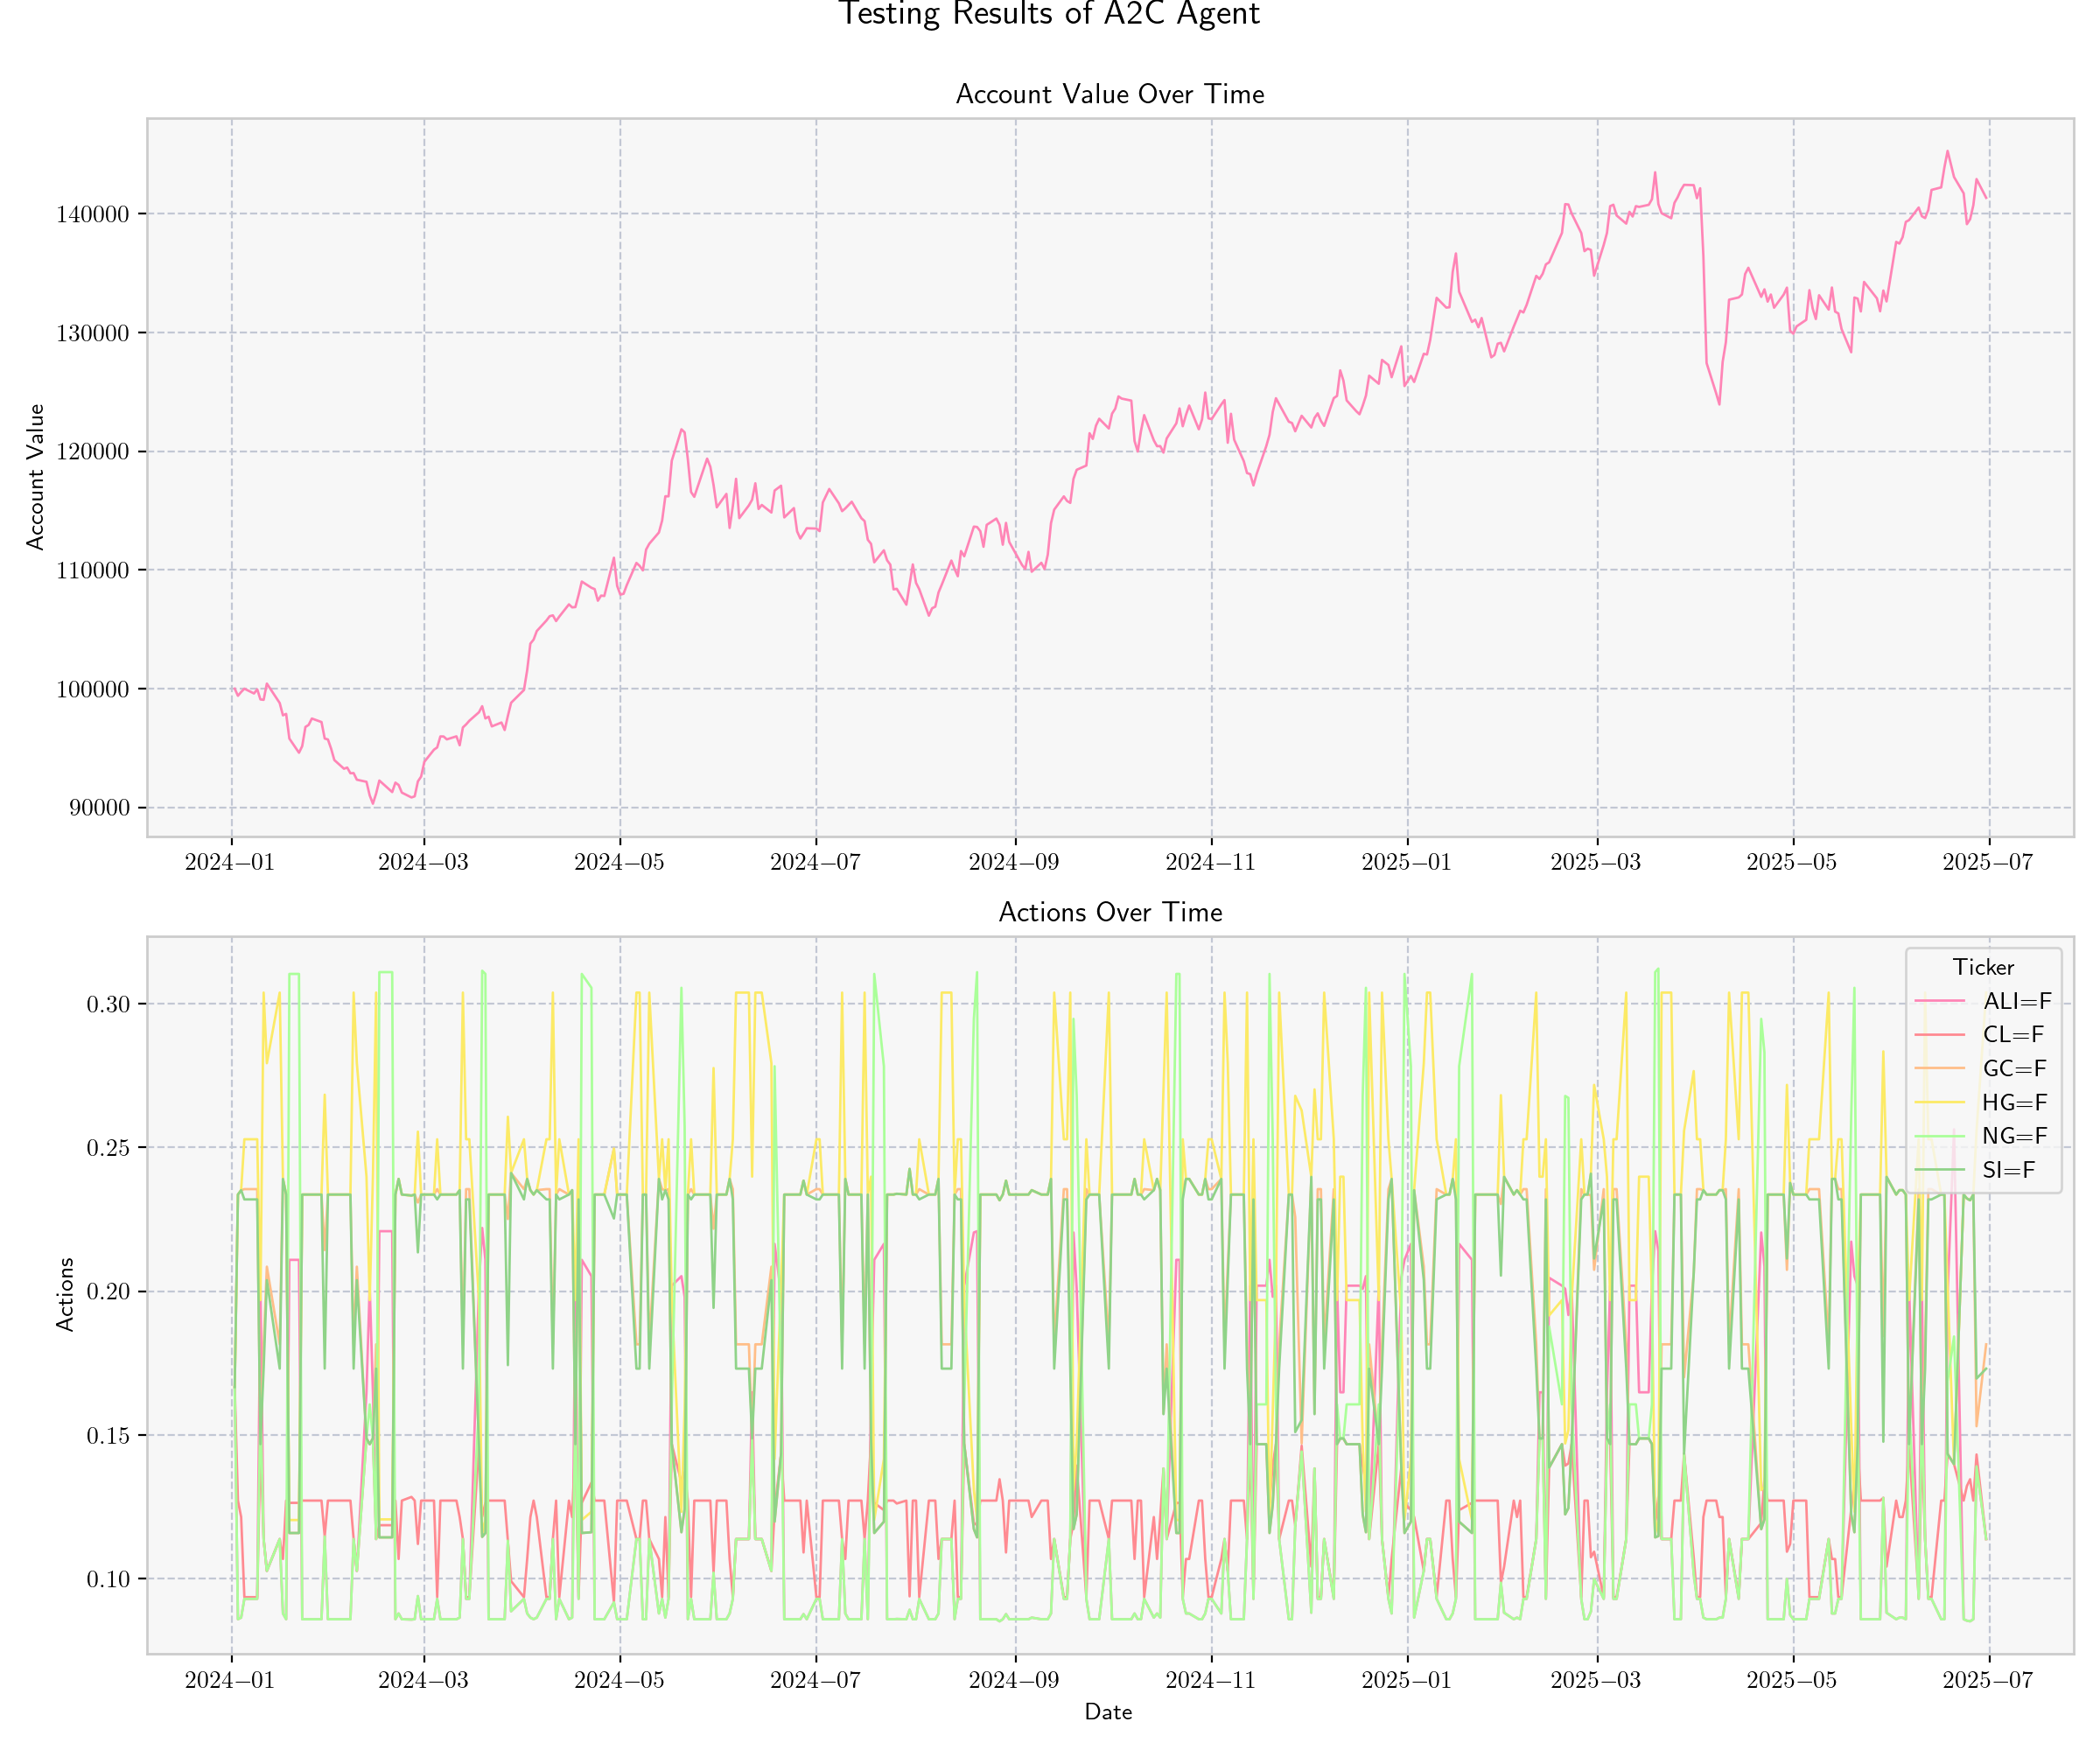 Testing Results of A2C Agent
Account Value Over Time
Account Value
140000
130000
120000
110000
100000
90000
2024−01 2024−03 2024−05 2024−07 2024−09 2024−11 2025−01 2025−03 2025−05 2025−07
Actions Over Time
Actions
0.30
0.25
0.20
0.15
0.10
Ticker
ALI=F
CL=F
GC=F
HG=F
NG=F
SI=F
2024−01 2024−03 2024−05 2024−07 2024−09 2024−11 2025−01 2025−03 2025−05 2025−07
Date